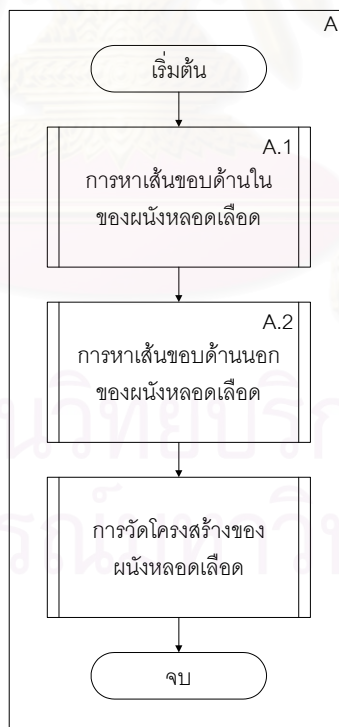 A
เริ่มต้น
A.1
การหาเส้นขอบด้านใน
ของผนังหลอดเลือด
A.2
การหาเส้นขอบด้านนอก
ของผนังหลอดเลือด
การวัดโครงสร้างของ
ผนังหลอดเลือด
จบ